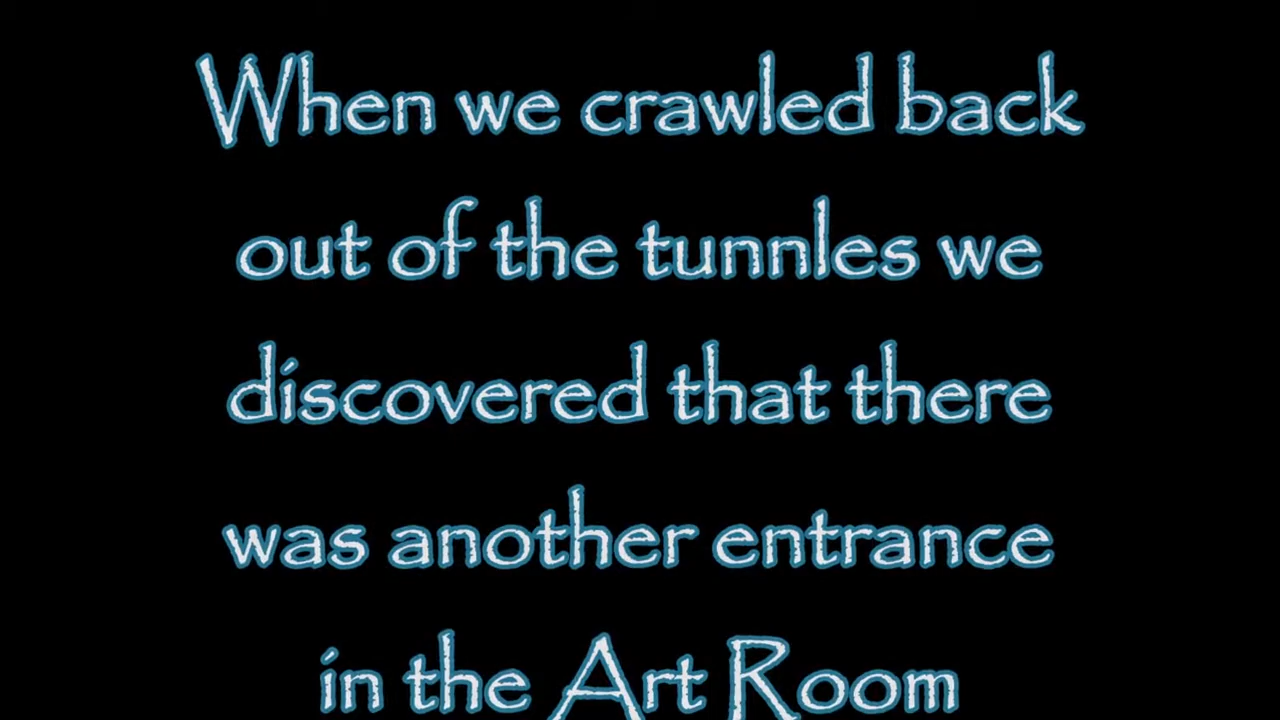 When we crawled back
out of the tunnles we
discovered that there
was another entrance
in the Art Room